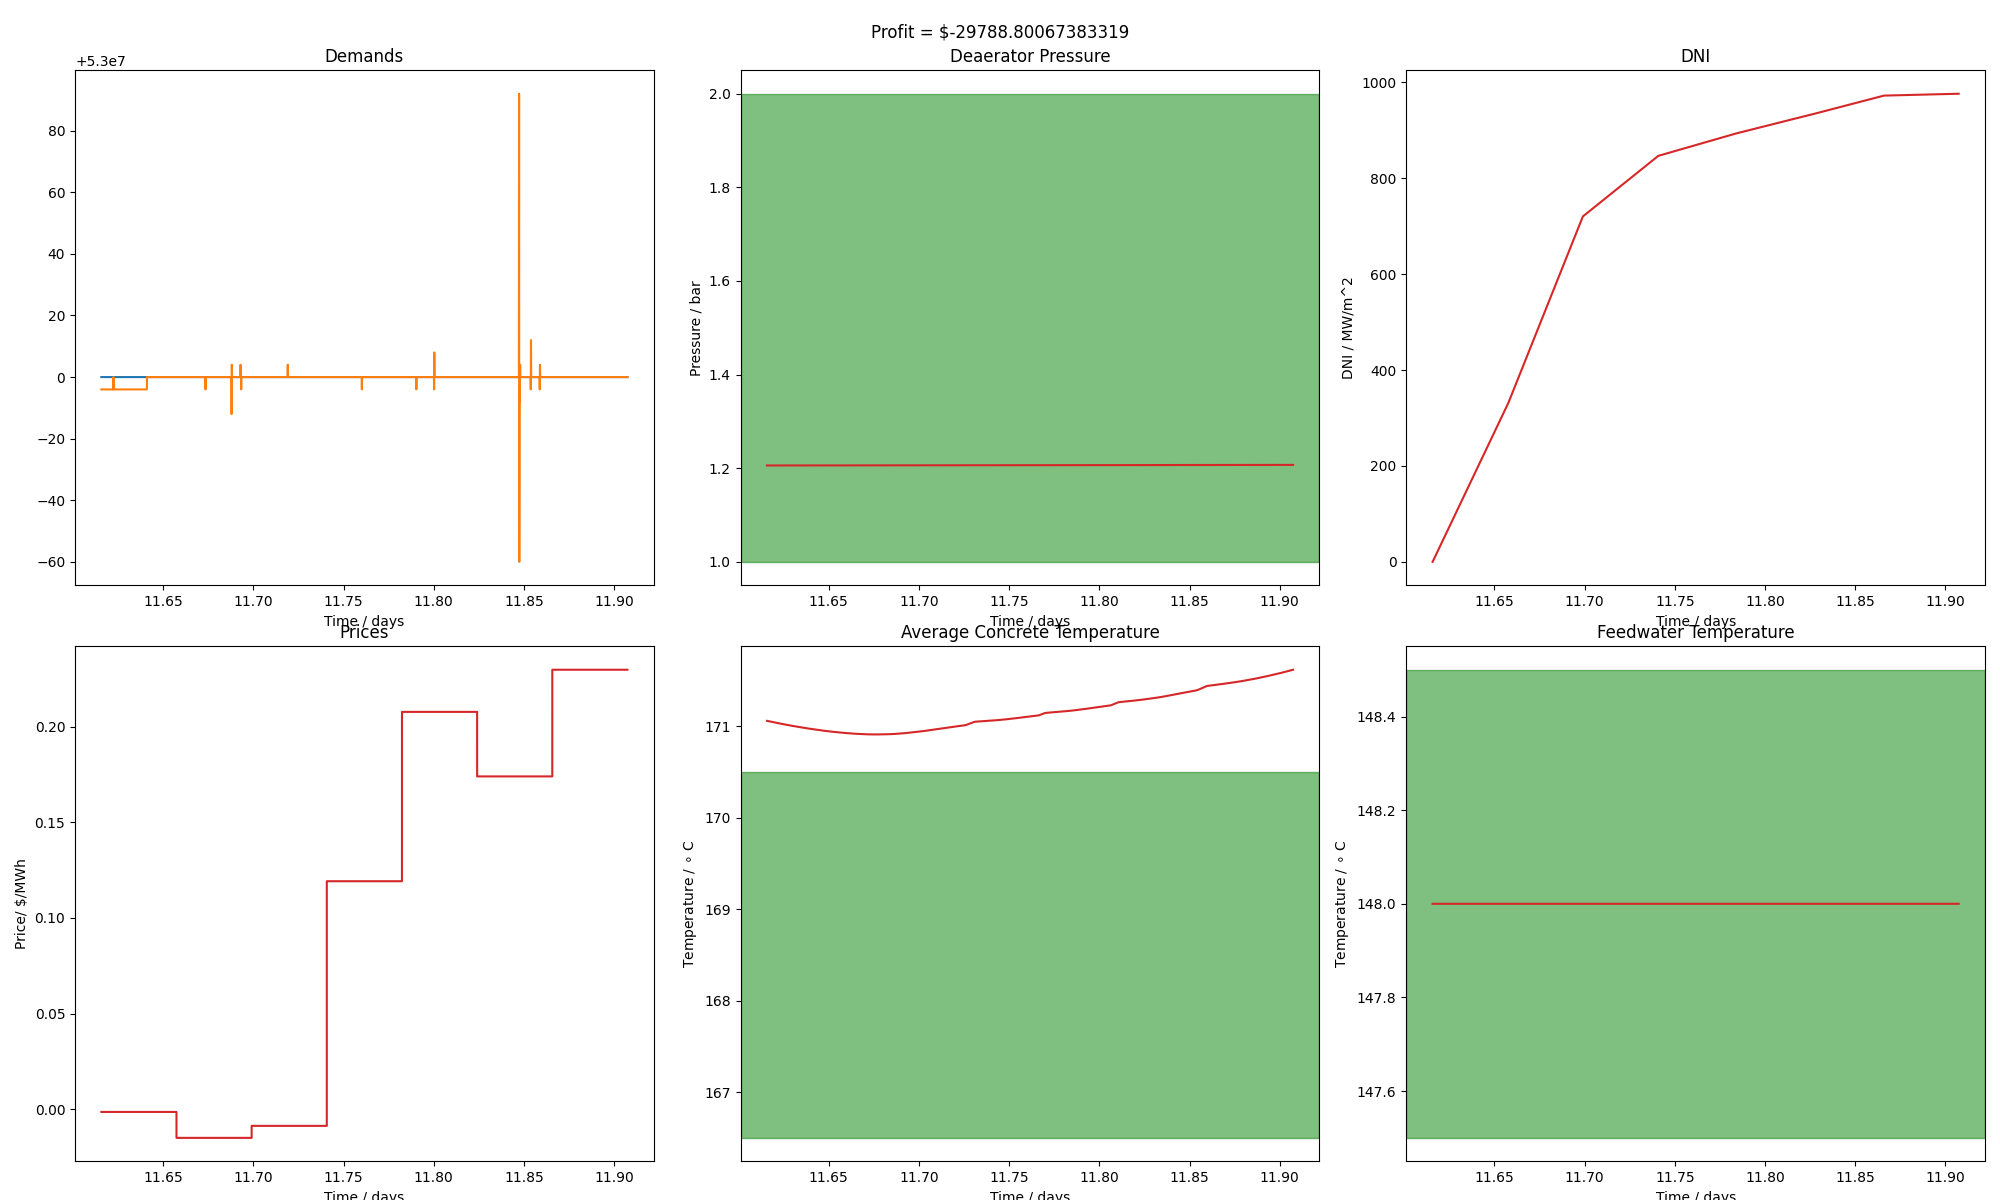 Profit = $-29788.80067383319
Demands
+5.3e7
80
60
40
20
0
−20
−40
−60
11.65 11.70 11.75 11.80 11.85 11.90
Time / days
Deaerator Pressure
Pressure / bar
2.0
1.8
1.6
1.4
1.2
1.0
11.65 11.70 11.75 11.80 11.85 11.90
Time / days
DNI
DNI / MW/m^2
1000
800
600
400
200
0
11.65 11.70 11.75 11.80 11.85 11.90
Time / days
Prices
Price/ $/MWh
0.20
0.15
0.10
0.05
0.00
11.65 11.70 11.75 11.80 11.85 11.90
Time / days
Average Concrete Temperature
Temperature / ∘ C
171
170
169
168
167
11.65 11.70 11.75 11.80 11.85 11.90
Time / days
Feedwater Temperature
Temperature / ∘ C
148.4
148.2
148.0
147.8
147.6
11.65 11.70 11.75 11.80 11.85 11.90
Time / days